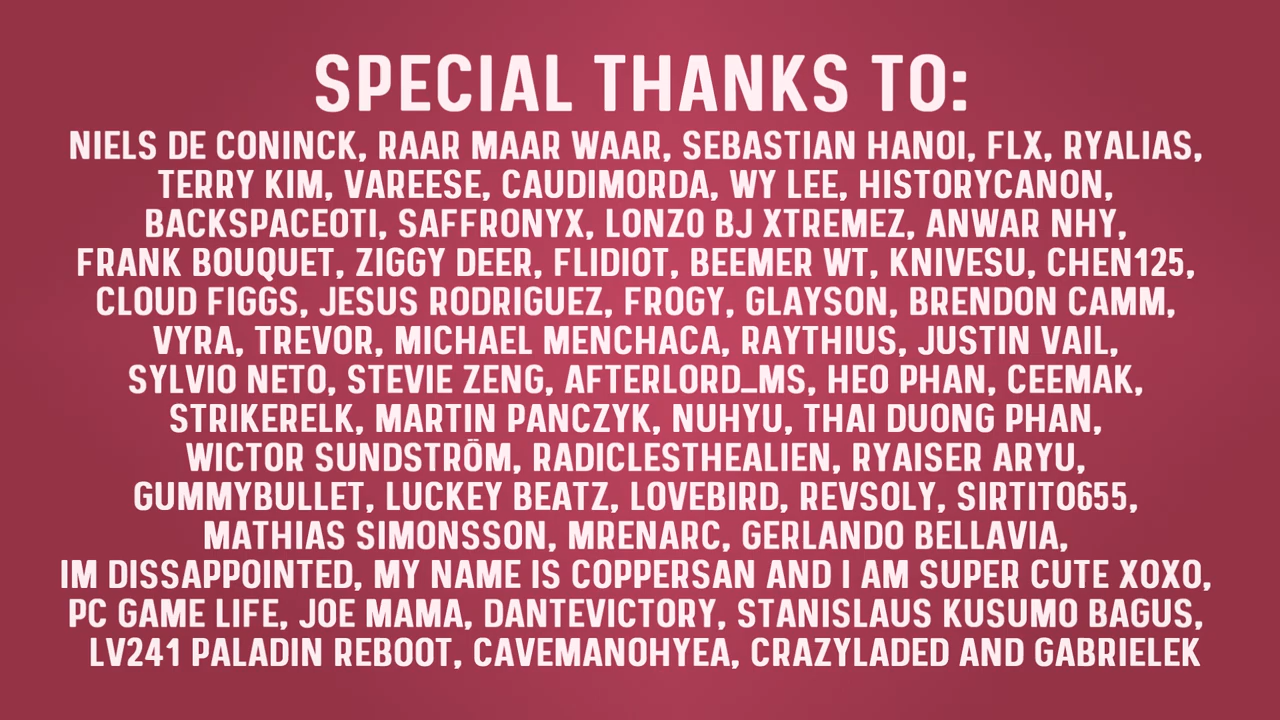 SPECIAL THANKS TO:
NIELS DE CONINCK, RAAR MAAR WAAR, SEBASTIAN HANOI, FLX, RYALIAS,
TERRY KIM, VAREESE, CAUDIMORDA, WY LEE, HISTORYCANON,
BACKSPACEOTI, SAFFRONYX, LONZO BJ XTREMEZ, ANWAR NHY,
FRANK BOUQUET, ZIGGY DEER, FLIDIOT, BEEMER WT, KNIVESU, CHEN125,
CLOUD FIGGS, JESUS RODRIGUEZ, FROGY, GLAYSON, BRENDON CAMM,
VYRA, TREVOR, MICHAEL MENCHACA, RAYTHIUS, JUSTIN VAIL,
SYLVIO NETO, STEVIE ZENG, AFTERLORD_MS, HEO PHAN, CEEMAK,
STRIKERELK, MARTIN PANCZYK, NUHYU, THAI DUONG PHAN,
WICTOR SUNDSTRÖM, RADICLESTHEALIEN, RYAISER ARYU,
GUMMYBULLET, LUCKEY BEATZ, LOVEBIRD, REVSOLY, SIRTITO655,
MATHIAS SIMONSSON, MRENARC, GERLANDO BELLAVIA,
IM DISSAPPOINTED, MY NAME IS COPPERSAN AND I AM SUPER CUTE XOXO,
PC GAME LIFE, JOE MAMA, DANTEVICTORY, STANISLAUS KUSUMO BAGUS,
LV241 PALADIN REBOOT, CAVEMANOHYEA, CRAZYLADED AND GABRIELEK